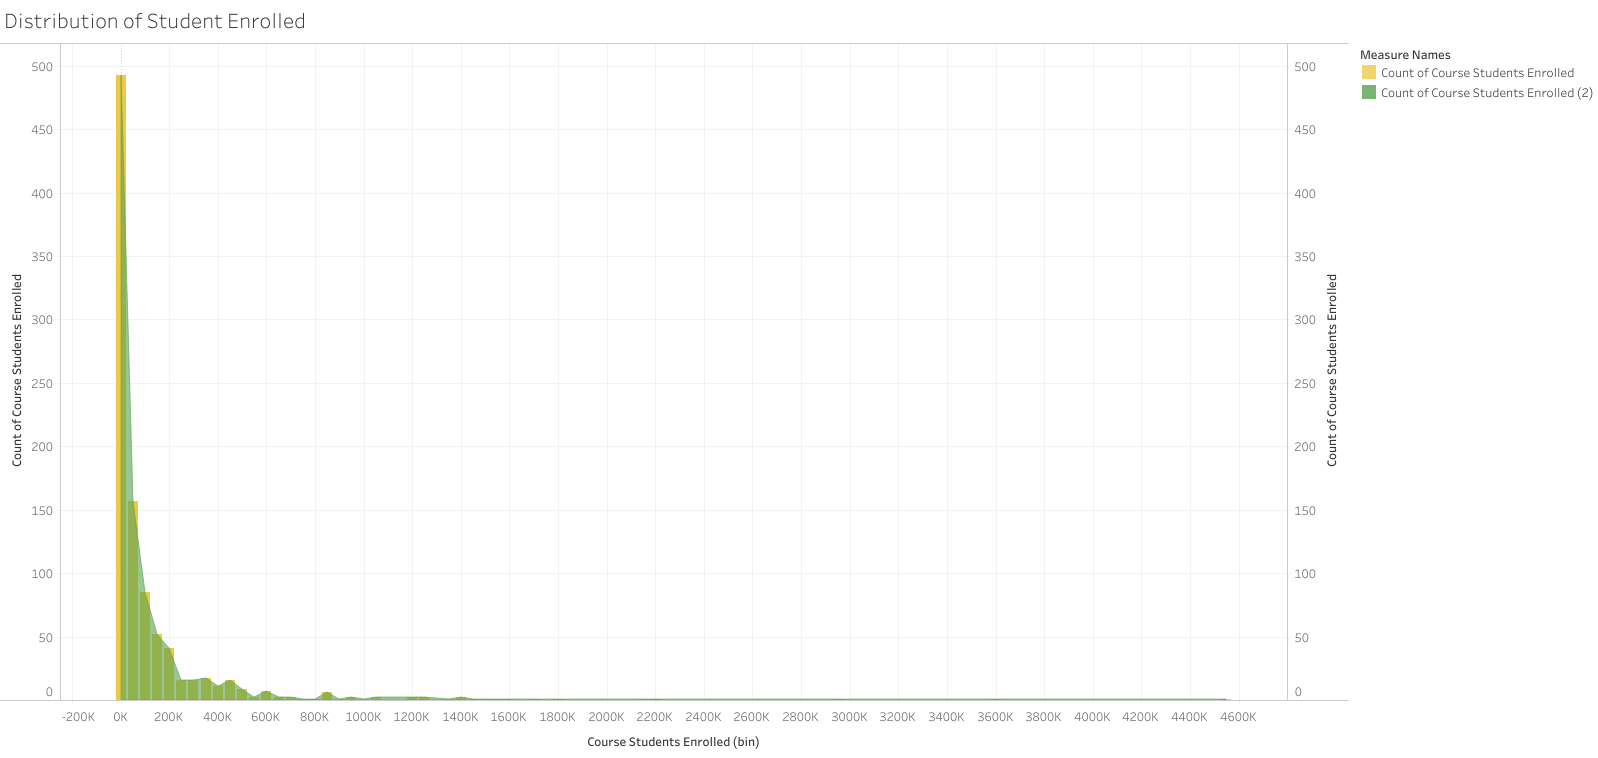 Distribution of Student Enrolled
Measure Names
Count of Course Students Enrolled
Count of Course Students Enrolled (2)
Count of Course Students Enrolled
500
450
400
350
300
250
200
150
100
50
0
500
450
400
350
300
250
200
150
100
50
0
Count of Course Students Enrolled
-200K 0K 200K 400K 600K 800K 1000K 1200K 1400K 1600K 1800K 2000K 2200K 2400K 2600K 2800K 3000K 3200K 3400K 3600K 3800K 4000K 4200K 4400K 4600K
Course Students Enrolled (bin)